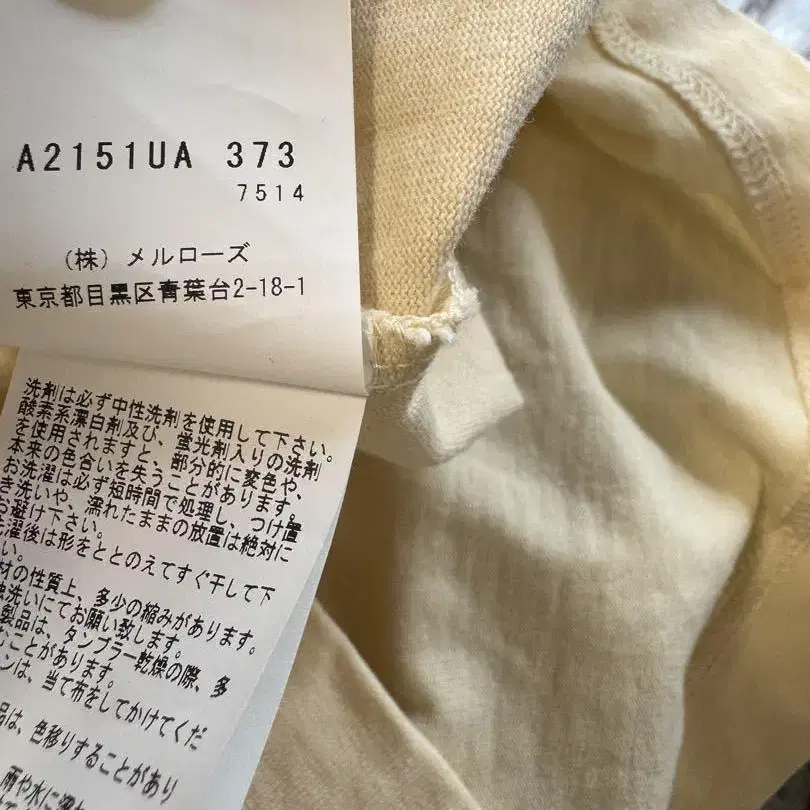 A2151UA 373
7514
(株) メルローズ
東京都目黒区青葉台2-18-1
洗剤は必ず中性洗剤を使用して下さい。
酸素系漂白剤及び、蛍光剤入りの洗剤
を使用されますと、部分的に変色や、
本来の色合いを失うことがあります。
お洗濯は必ず短時間で処理し、つけ置
き洗いや、濡れたままの放置は絶対に
お避け下さい。
洗濯後は形をととのえてすぐ干して下
い。
材の性質上、多少の縮みがあります。
洗いにてお願い致します。
製品は、タンブラー乾燥の際、多
ことがあります。
ンは、当て布をしてかけてくだ
品は、色移りすることがあり
雨や水に濡れ